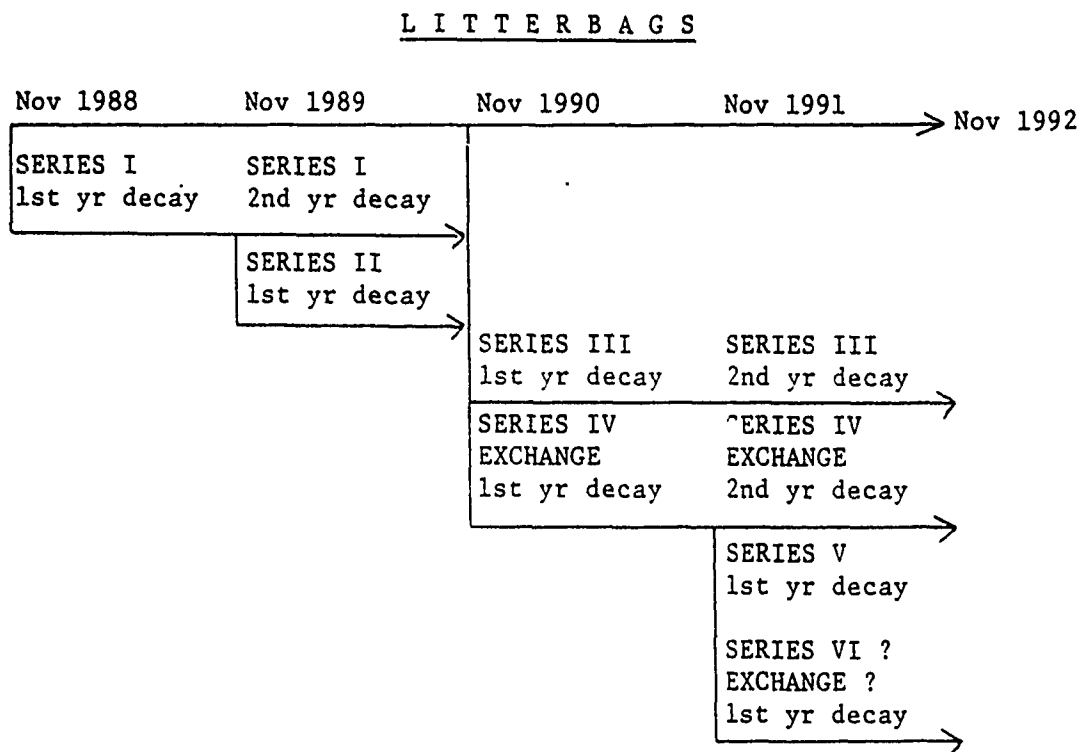 L I T T E R B A G S
Nov 1988 Nov 1989 Nov 1990 Nov 1991 Nov 1992
SERIES I SERIES I
1st yr decay 2nd yr decay
SERIES II
1st yr decay
SERIES III SERIES III
1st yr decay 2nd yr decay
SERIES IV ERIES IV
EXCHANGE EXCHANGE
1st yr decay 2nd yr decay
SERIES V
1st yr decay
SERIES VI ?
EXCHANGE ?
1st yr decay